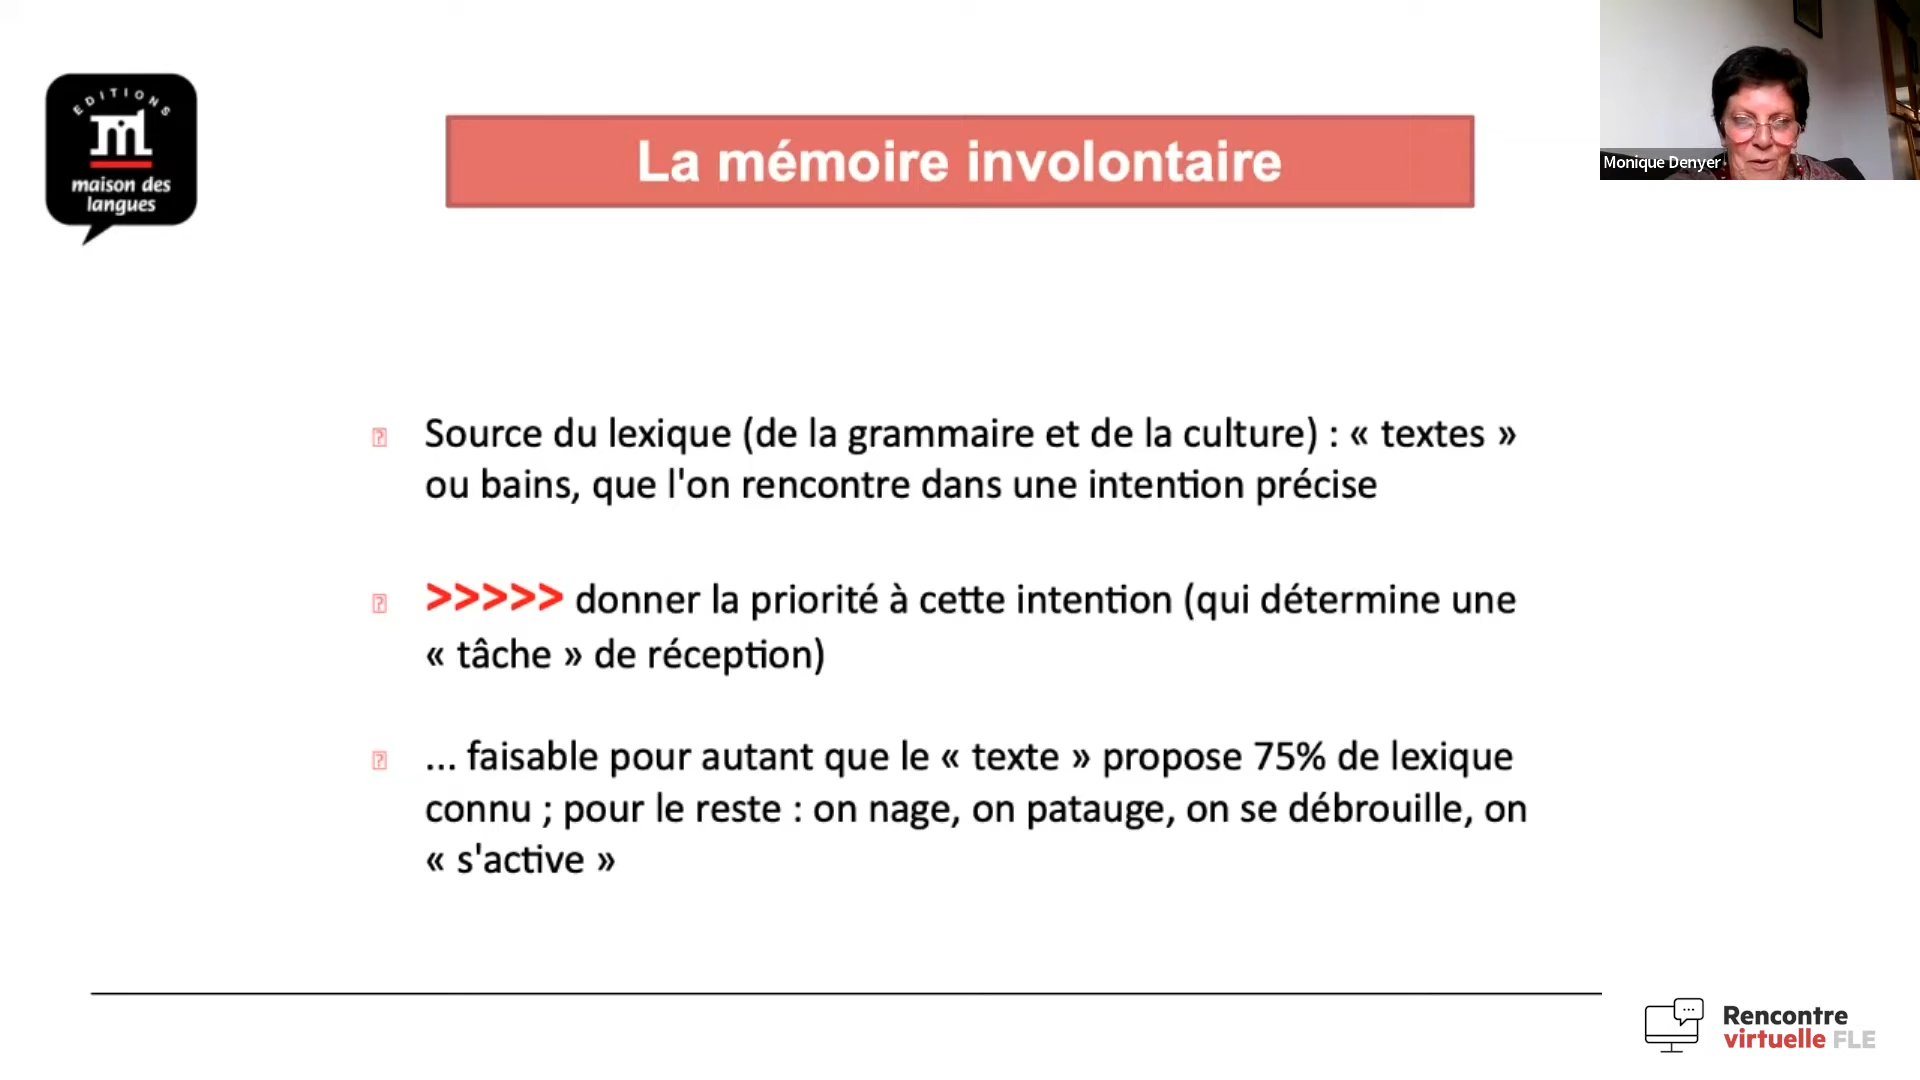 EDITIONS
maison des
langues
La mémoire involontaire
Monique Denyer
Source du lexique (de la grammaire et de la culture) : « textes »
ou bains, que l'on rencontre dans une intention précise
>>>>> donner la priorité à cette intention (qui détermine une
« tâche » de réception)
... faisable pour autant que le « texte » propose 75% de lexique
connu ; pour le reste : on nage, on patauge, on se débrouille, on
« s'active »
Rencontre
virtuelle FLE